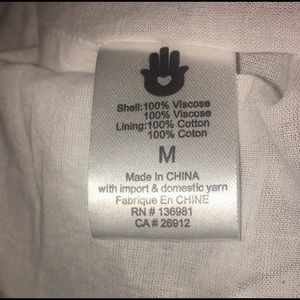 Shell:100% Viscose
100% Viscose
Lining:100% Cotton
100% Coton
M
Made In CHINA
with import & domestic yarn
Fabrique En CHINE
RN # 136981
CA # 26912